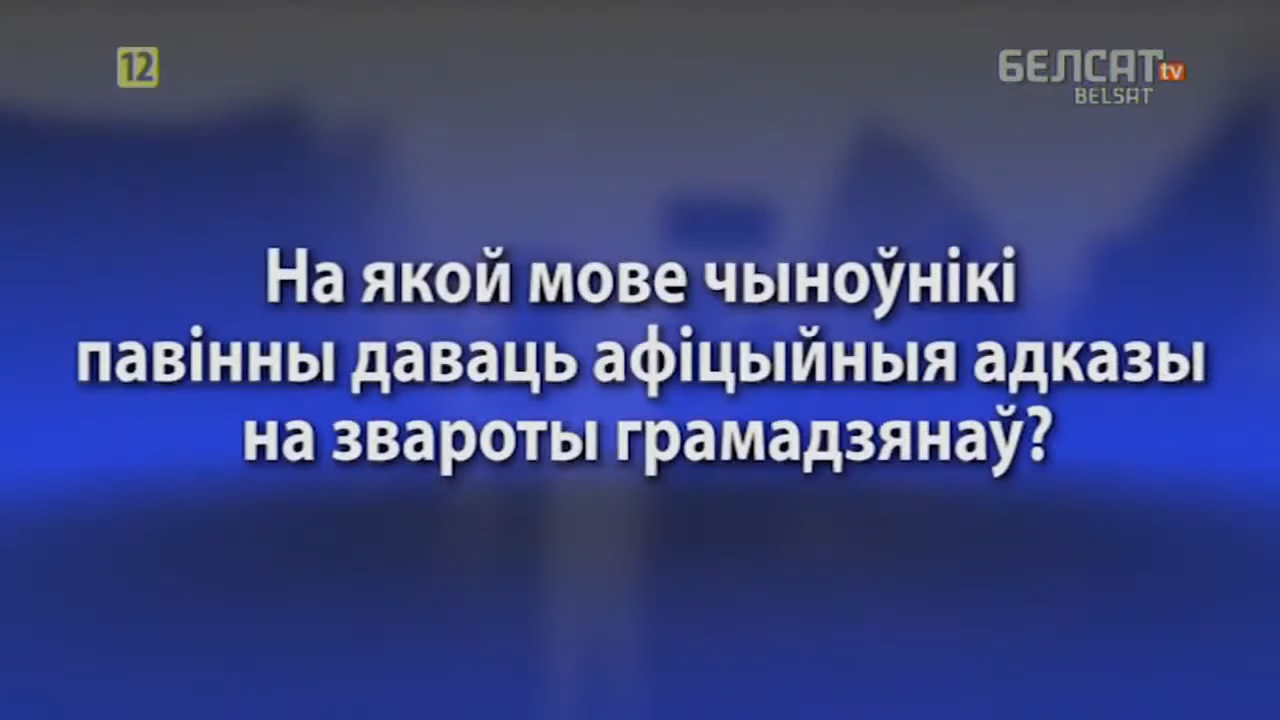 12
БЕЛСАТ tv
BELSAT
На якой мове чыноўнікі
павінны даваць афіцыйныя адказы
на звароты грамадзянаў?